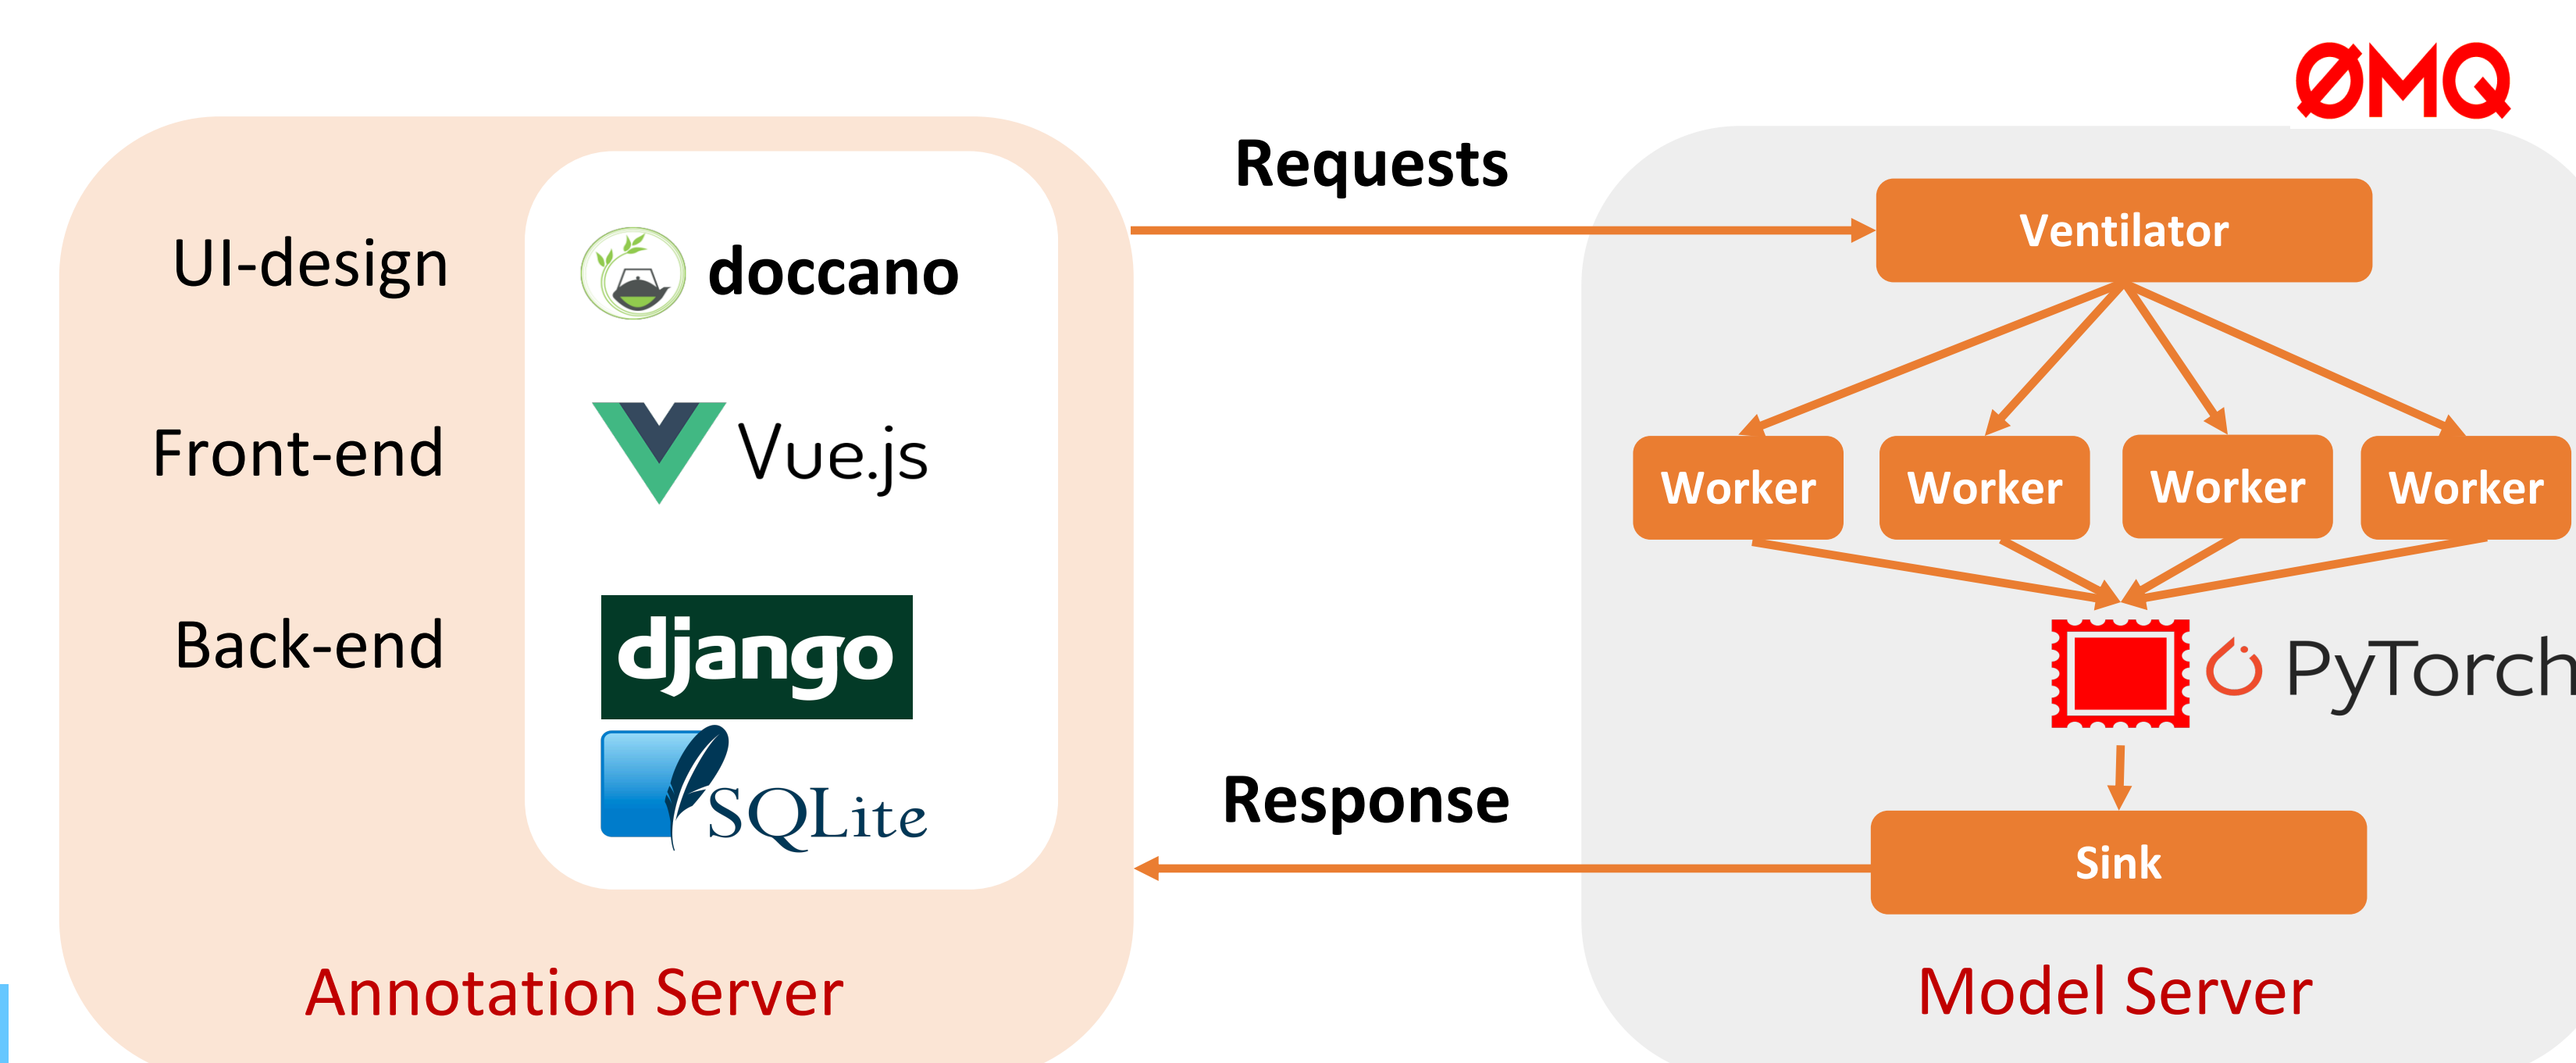 ØMQ
Requests
Ventilator
UI-design
doccano
Front-end
Vue.js
Worker
Worker
Worker
Worker
Back-end
django
PyTorch
SQLite
Response
Sink
Annotation Server
Model Server